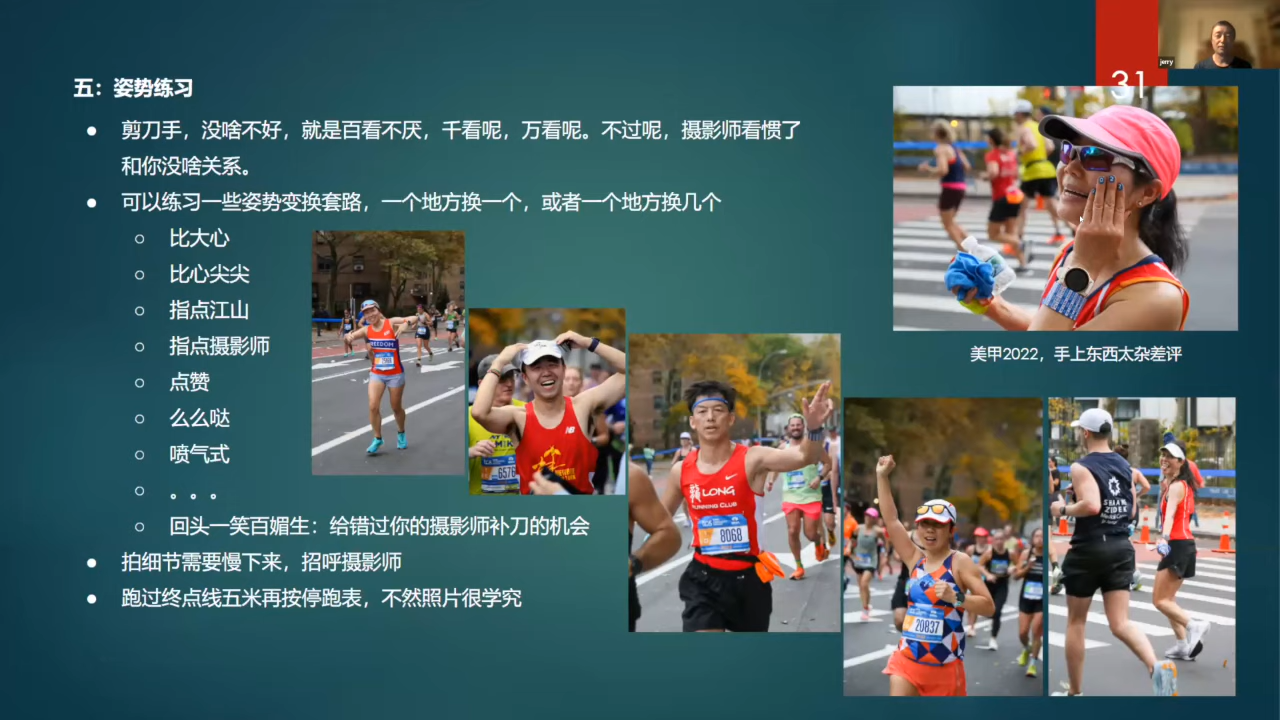 jerry
31
五：姿势练习
剪刀手，没啥不好，就是百看不厌，千看呢，万看呢。不过呢，摄影师看惯了
和你没啥关系。
可以练习一些姿势变换套路，一个地方换一个，或者一个地方换几个
比大心
比心尖尖
指点江山
指点摄影师
点赞
么么哒
喷气式
。。。
回头一笑百媚生：给错过你的摄影师补刀的机会
拍细节需要慢下来，招呼摄影师
跑过终点线五米再按停跑表，不然照片很学究
美甲2022，手上东西太杂差评
LONG
RUNNING CLUB
8068
20837